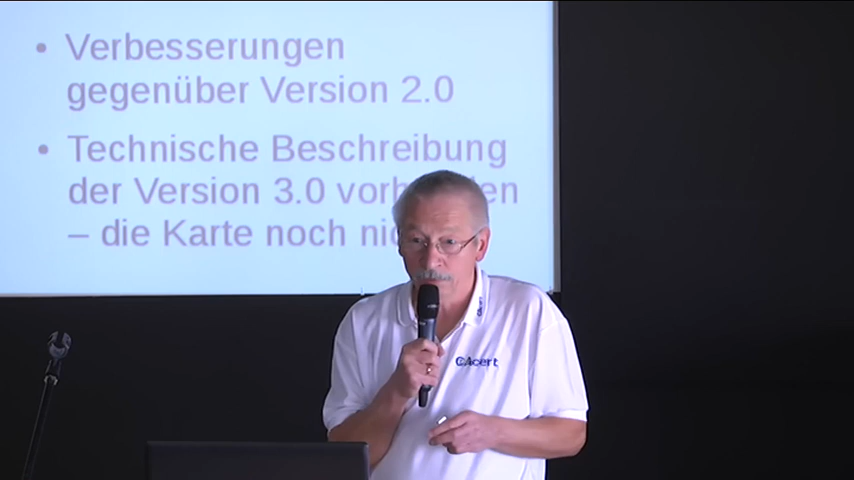 • Verbesserungen
gegenüber Version 2.0
• Technische Beschreibung
der Version 3.0
– die Karte noch
CAcert